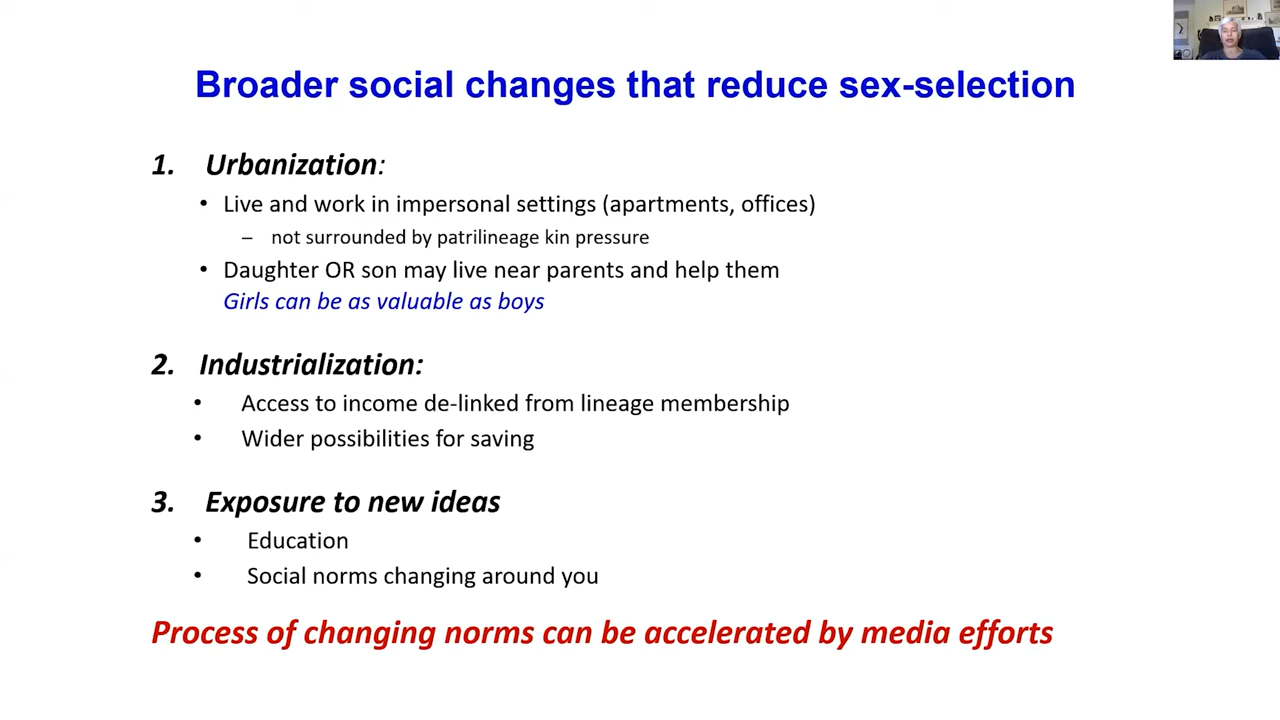 Broader social changes that reduce sex-selection
1. Urbanization:
• Live and work in impersonal settings (apartments, offices)
– not surrounded by patrilineage kin pressure
• Daughter OR son may live near parents and help them
Girls can be as valuable as boys
2. Industrialization:
• Access to income de-linked from lineage membership
• Wider possibilities for saving
3. Exposure to new ideas
• Education
• Social norms changing around you
Process of changing norms can be accelerated by media efforts